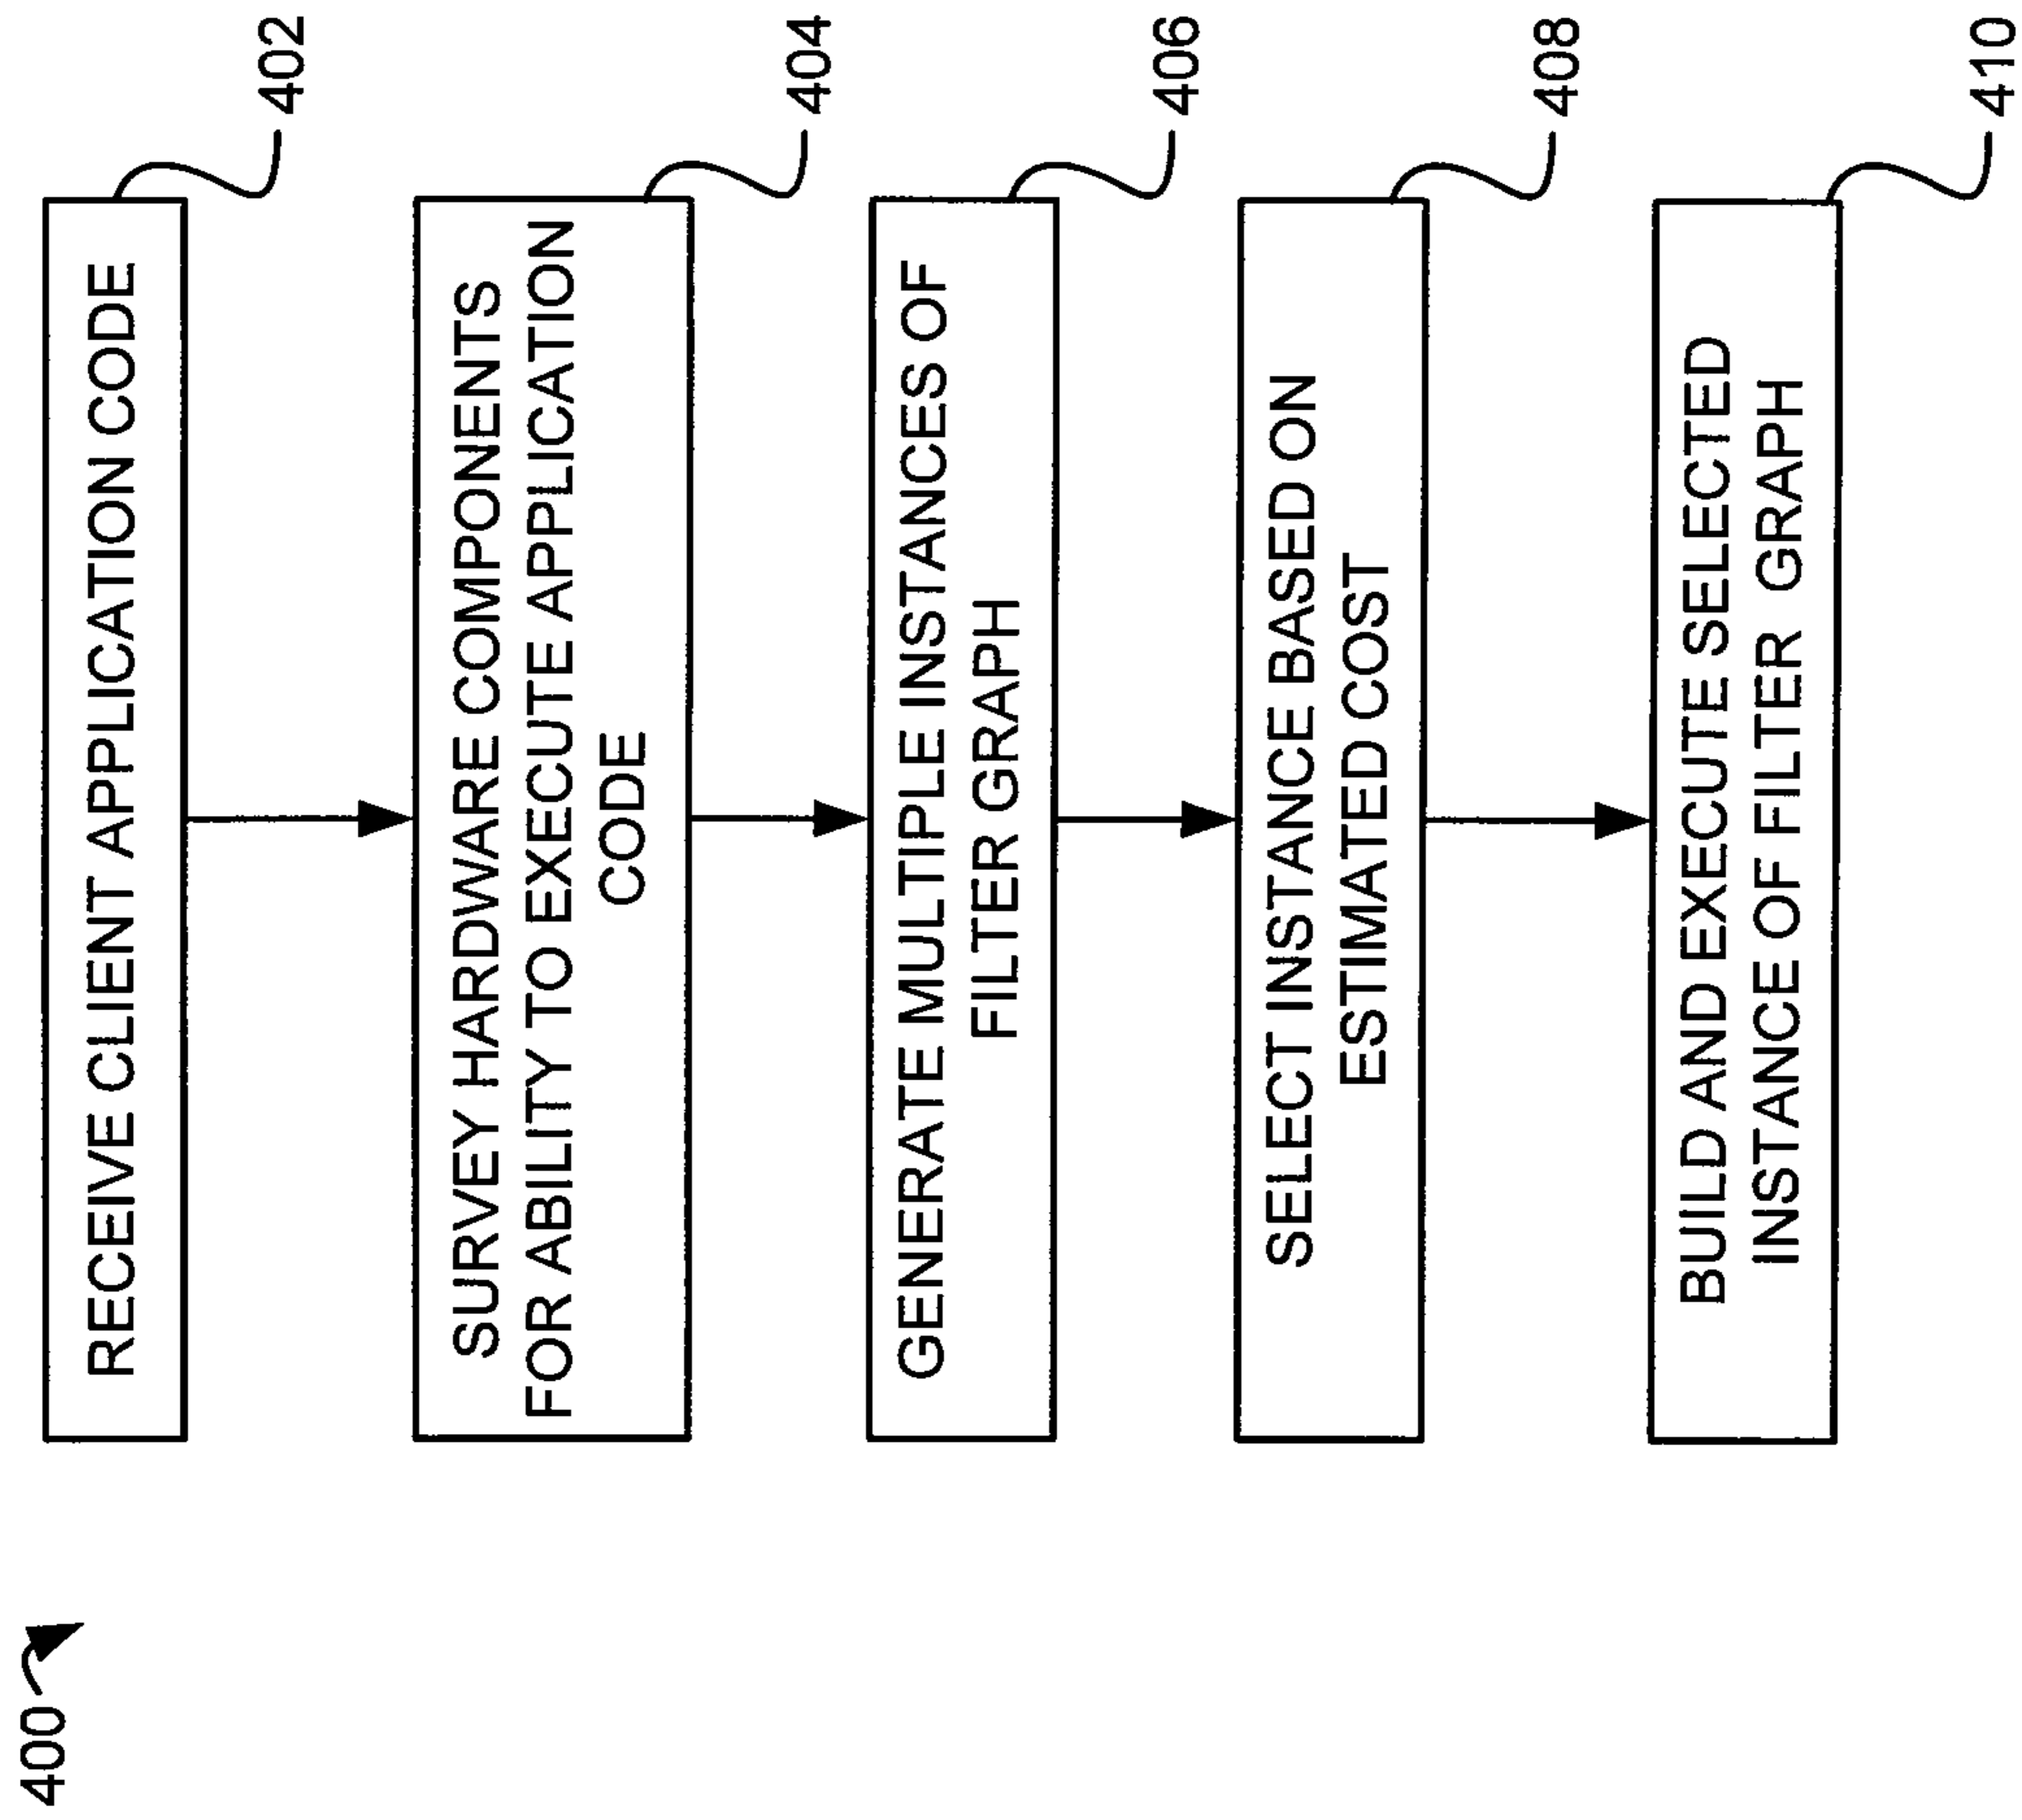 400
RECEIVE CLIENT APPLICATION CODE
402
SURVEY HARDWARE COMPONENTS
FOR ABILITY TO EXECUTE APPLICATION
CODE
404
GENERATE MULTIPLE INSTANCES OF
FILTER GRAPH
406
SELECT INSTANCE BASED ON
ESTIMATED COST
408
BUILD AND EXECUTE SELECTED
INSTANCE OF FILTER GRAPH
410